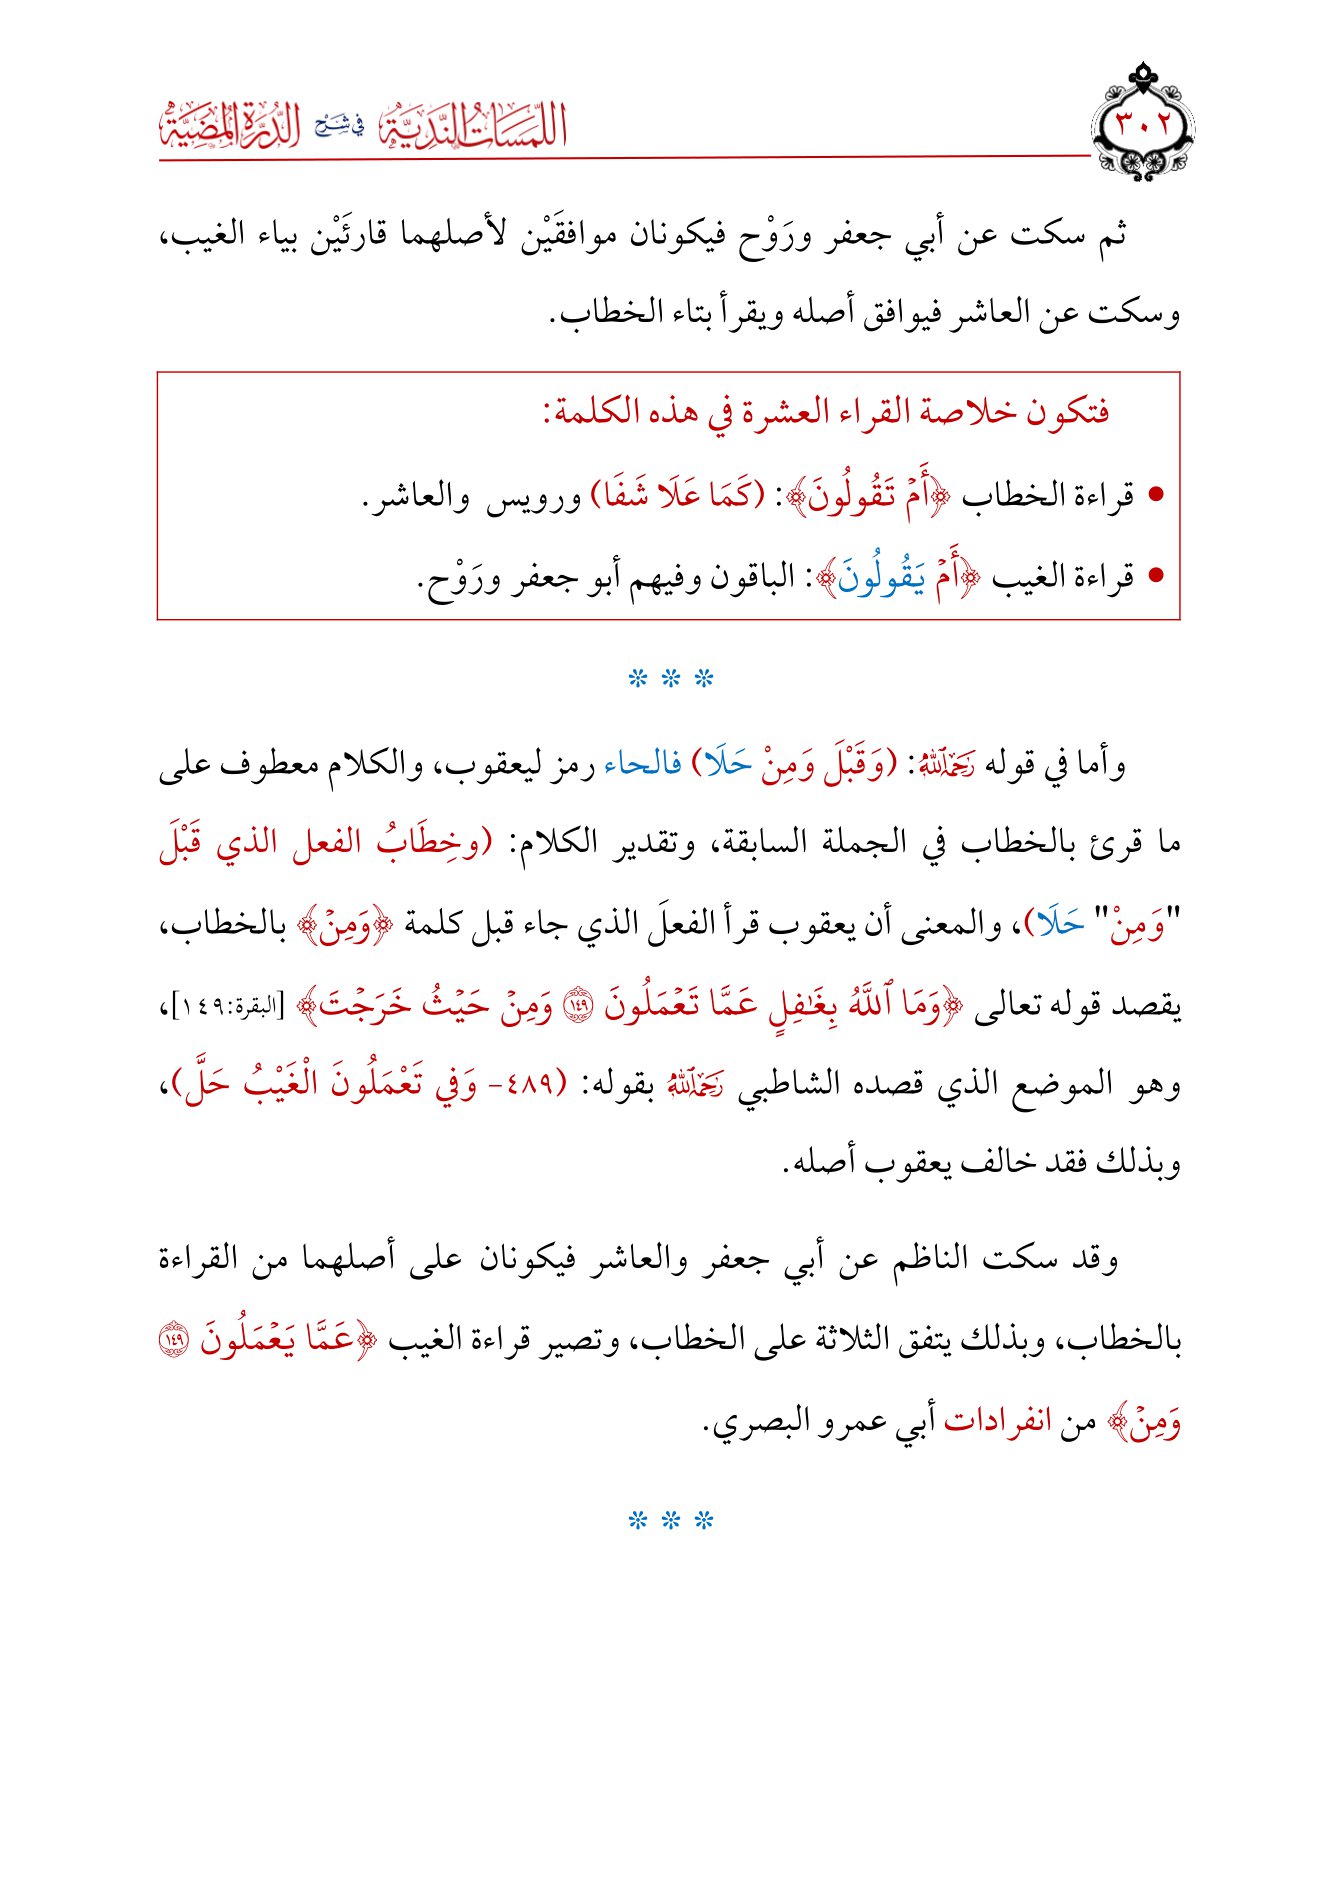 اللَّمَسَاتُ النَّدِيَّةُ فِي شَرْحِ الدُّرَّةِ المُضِيَّةِ
٣٠٢
ثم سكت عن أبي جعفر ورَوْح فيكونان موافقَيْن لأصلهما قارئَيْن بياء الغيب،
وسكت عن العاشر فيوافق أصله ويقرأ بتاء الخطاب.
فتكون خلاصة القراء العشرة في هذه الكلمة:
• قراءة الخطاب ﴿أَمۡ تَقُولُونَ﴾: (كَمَا عَلَا شَفَا) ورويس والعاشر.
• قراءة الغيب ﴿أَمۡ يَقُولُونَ﴾: الباقون وفيهم أبو جعفر ورَوْح.
* * *
وأما في قوله رَحِمَهُ ٱللَّهُ: (وَقَبْلَ وَمِنْ حَلَا) فالحاء رمز ليعقوب، والكلام معطوف على
ما قرئ بالخطاب في الجملة السابقة، وتقدير الكلام: (وخِطَابُ الفعل الذي قَبْلَ
"وَمِنْ" حَلَا)، والمعنى أن يعقوب قرأ الفعلَ الذي جاء قبل كلمة ﴿وَمِنۡ﴾ بالخطاب،
يقصد قوله تعالى ﴿وَمَا ٱللَّهُ بِغَٰفِلٍ عَمَّا تَعۡمَلُونَ ١٤٩ وَمِنۡ حَيۡثُ خَرَجۡتَ﴾ [البقرة:١٤٩]،
وهو الموضع الذي قصده الشاطبي رَحِمَهُ ٱللَّهُ بقوله: (٤٨٩- وَفي تَعْمَلُونَ الْغَيْبُ حَلَّ)،
وبذلك فقد خالف يعقوب أصله.
وقد سكت الناظم عن أبي جعفر والعاشر فيكونان على أصلهما من القراءة
بالخطاب، وبذلك يتفق الثلاثة على الخطاب، وتصير قراءة الغيب ﴿عَمَّا يَعۡمَلُونَ ١٤٩
وَمِنۡ﴾ من انفرادات أبي عمرو البصري.
* * *